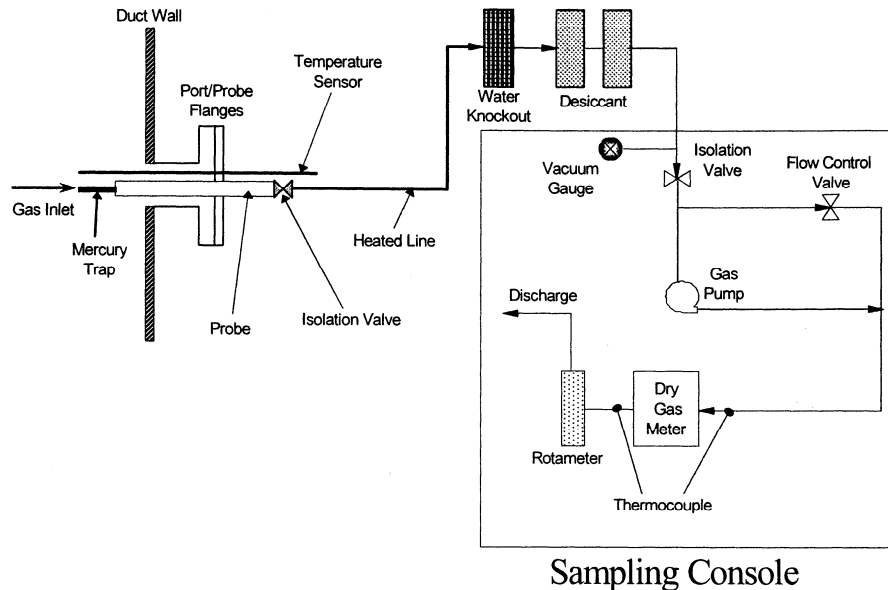 Duct Wall
Temperature
Sensor
Port/Probe
Flanges
Gas Inlet
Mercury
Trap
Probe
Isolation Valve
Heated Line
Water
Knockout
Desiccant
Vacuum
Gauge
Isolation
Valve
Flow Control
Valve
Gas
Pump
Discharge
Dry
Gas
Meter
Rotameter
Thermocouple
Sampling Console